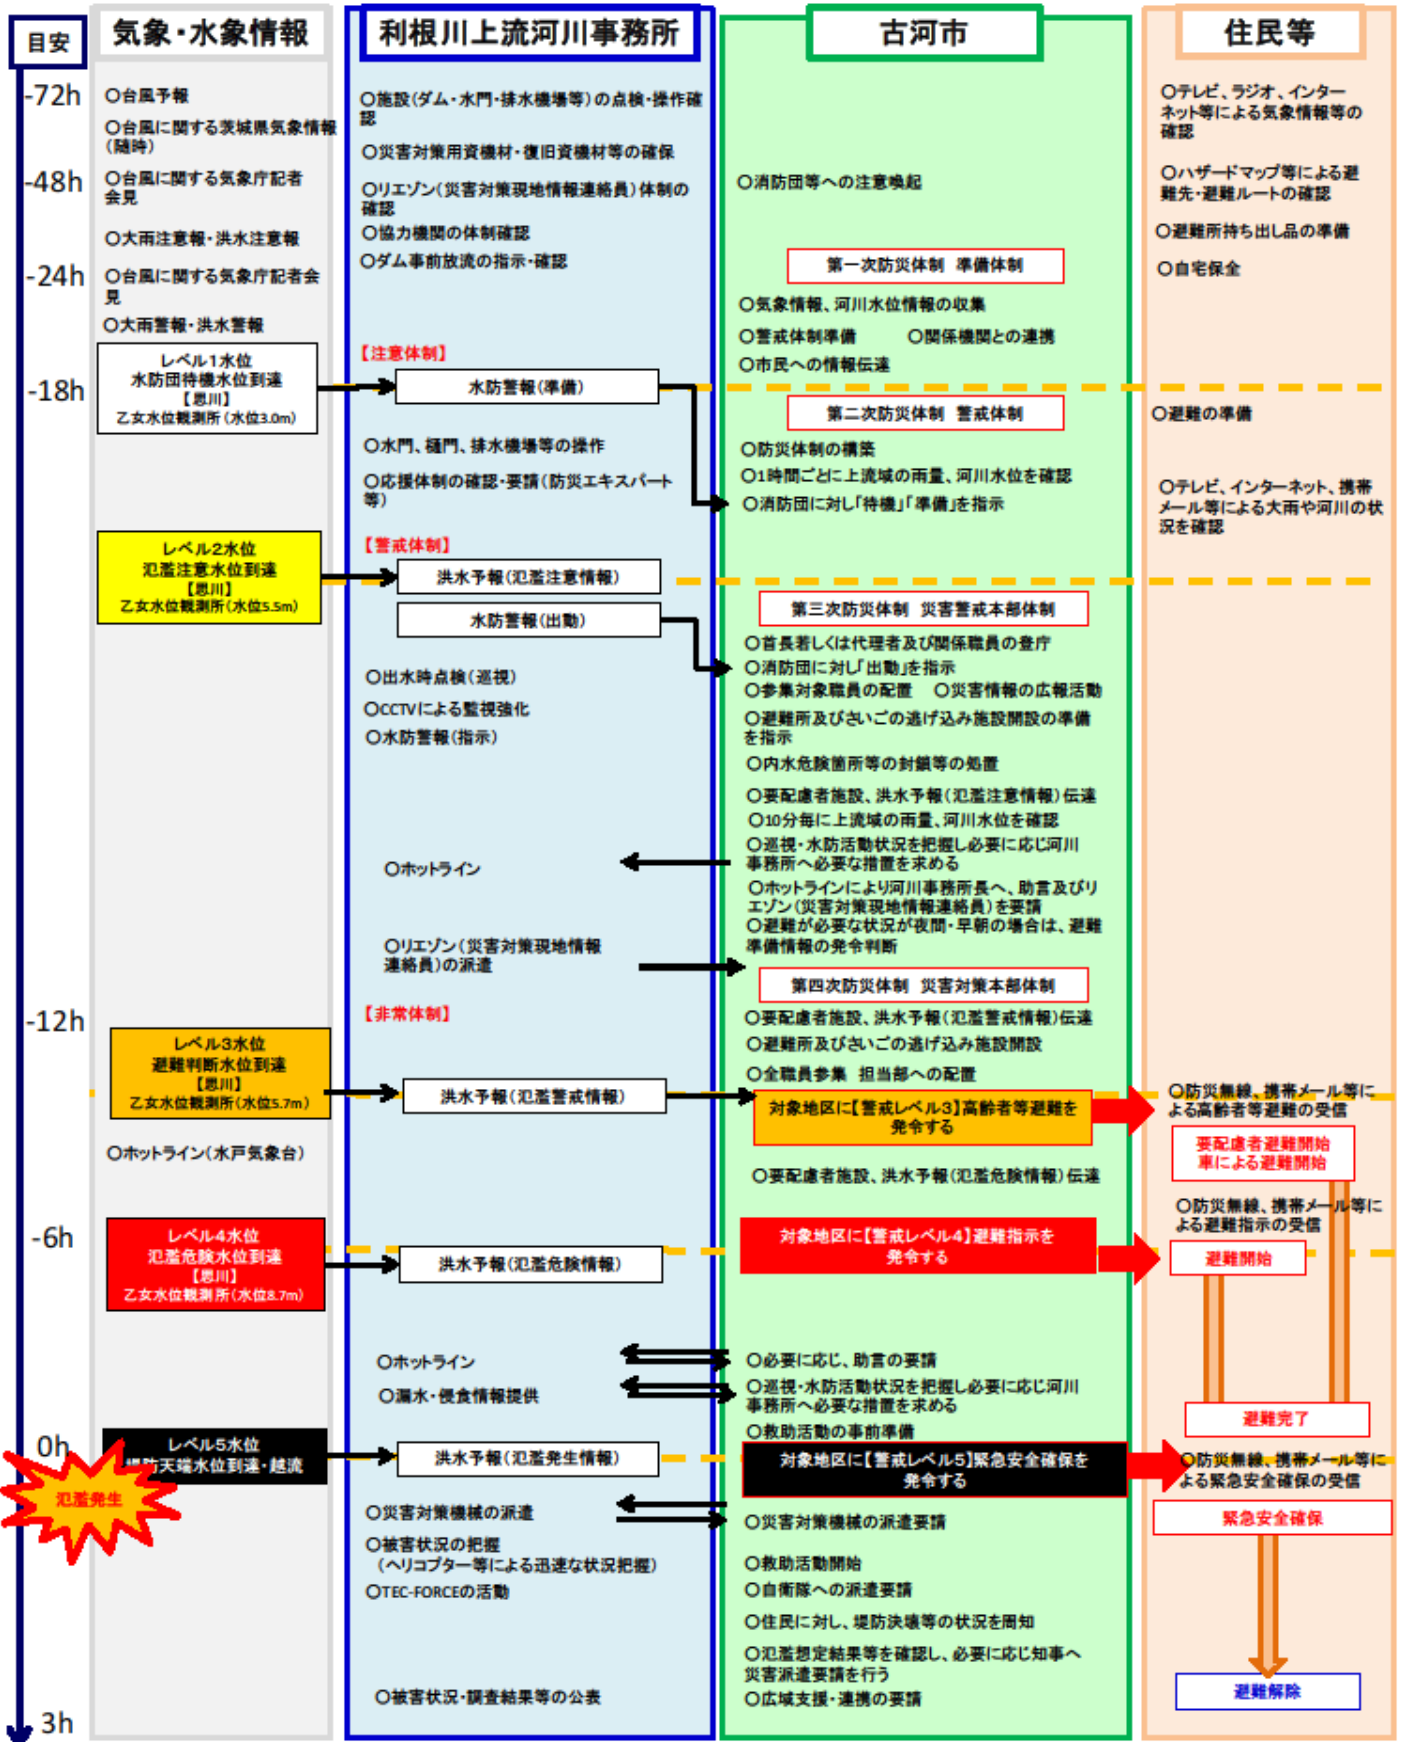 目安
-72h
-48h
-24h
-18h
-12h
-6h
0h
3h
気象・水象情報
○台風予報
○台風に関する茨城県気象情報
(随時)
○台風に関する気象庁記者
会見
○大雨注意報・洪水注意報
○台風に関する気象庁記者会
見
○大雨警報・洪水警報
レベル1水位
水防団待機水位到達
【思川】
乙女水位観測所(水位3.0m)
レベル2水位
氾濫注意水位到達
【思川】
乙女水位観測所(水位5.5m)
レベル3水位
避難判断水位到達
【思川】
乙女水位観測所(水位5.7m)
○ホットライン(水戸気象台)
レベル4水位
氾濫危険水位到達
【思川】
乙女水位観測所(水位8.7m)
レベル5水位
堤防天端水位到達・越流
氾濫発生
利根川上流河川事務所
○施設(ダム・水門・排水機場等)の点検・操作確
認
○災害対策用資機材・復旧資機材等の確保
○リエゾン(災害対策現地情報連絡員)体制の
確認
○協力機関の体制確認
○ダム事前放流の指示・確認
【注意体制】
水防警報(準備)
○水門、樋門、排水機場等の操作
○応援体制の確認・要請(防災エキスパート
等)
【警戒体制】
洪水予報(氾濫注意情報)
水防警報(出動)
○出水時点検(巡視)
○CCTVによる監視強化
○水防警報(指示)
○ホットライン
○リエゾン(災害対策現地情報
連絡員)の派遣
【非常体制】
洪水予報(氾濫警戒情報)
洪水予報(氾濫危険情報)
○ホットライン
○漏水・侵食情報提供
洪水予報(氾濫発生情報)
○災害対策機械の派遣
○被害状況の把握
(ヘリコプター等による迅速な状況把握)
○TEC-FORCEの活動
○被害状況・調査結果等の公表
古河市
○消防団等への注意喚起
第一次防災体制 準備体制
○気象情報、河川水位情報の収集
○警戒体制準備 ○関係機関との連携
○市民への情報伝達
第二次防災体制 警戒体制
○防災体制の構築
○1時間ごとに上流域の雨量、河川水位を確認
○消防団に対し「待機」「準備」を指示
第三次防災体制 災害警戒本部体制
○首長若しくは代理者及び関係職員の登庁
○消防団に対し「出動」を指示
○参集対象職員の配置 ○災害情報の広報活動
○避難所及びさいごの逃げ込み施設開設の準備
を指示
○内水危険箇所等の封鎖等の処置
○要配慮者施設、洪水予報(氾濫注意情報)伝達
○10分毎に上流域の雨量、河川水位を確認
○巡視・水防活動状況を把握し必要に応じ河川
事務所へ必要な措置を求める
○ホットラインにより河川事務所長へ、助言及びリ
エゾン(災害対策現地情報連絡員)を要請
○避難が必要な状況が夜間・早朝の場合は、避難
準備情報の発令判断
第四次防災体制 災害対策本部体制
○要配慮者施設、洪水予報(氾濫警戒情報)伝達
○避難所及びさいごの逃げ込み施設開設
○全職員参集 担当部への配置
対象地区に【警戒レベル3】高齢者等避難を
発令する
○要配慮者施設、洪水予報(氾濫危険情報)伝達
対象地区に【警戒レベル4】避難指示を
発令する
○必要に応じ、助言の要請
○巡視・水防活動状況を把握し必要に応じ河川
事務所へ必要な措置を求める
○救助活動の事前準備
対象地区に【警戒レベル5】緊急安全確保を
発令する
○災害対策機械の派遣要請
○救助活動開始
○自衛隊への派遣要請
○住民に対し、堤防決壊等の状況を周知
○氾濫想定結果等を確認し、必要に応じ知事へ
災害派遣要請を行う
○広域支援・連携の要請
住民等
○テレビ、ラジオ、インター
ネット等による気象情報等の
確認
○ハザードマップ等による避
難先・避難ルートの確認
○避難所持ち出し品の準備
○自宅保全
○避難の準備
○テレビ、インターネット、携帯
メール等による大雨や河川の状
況を確認
○防災無線、携帯メール等に
よる高齢者等避難の受信
要配慮者避難開始
車による避難開始
○防災無線、携帯メール等に
よる避難指示の受信
避難開始
避難完了
○防災無線、携帯メール等に
よる緊急安全確保の受信
緊急安全確保
避難解除